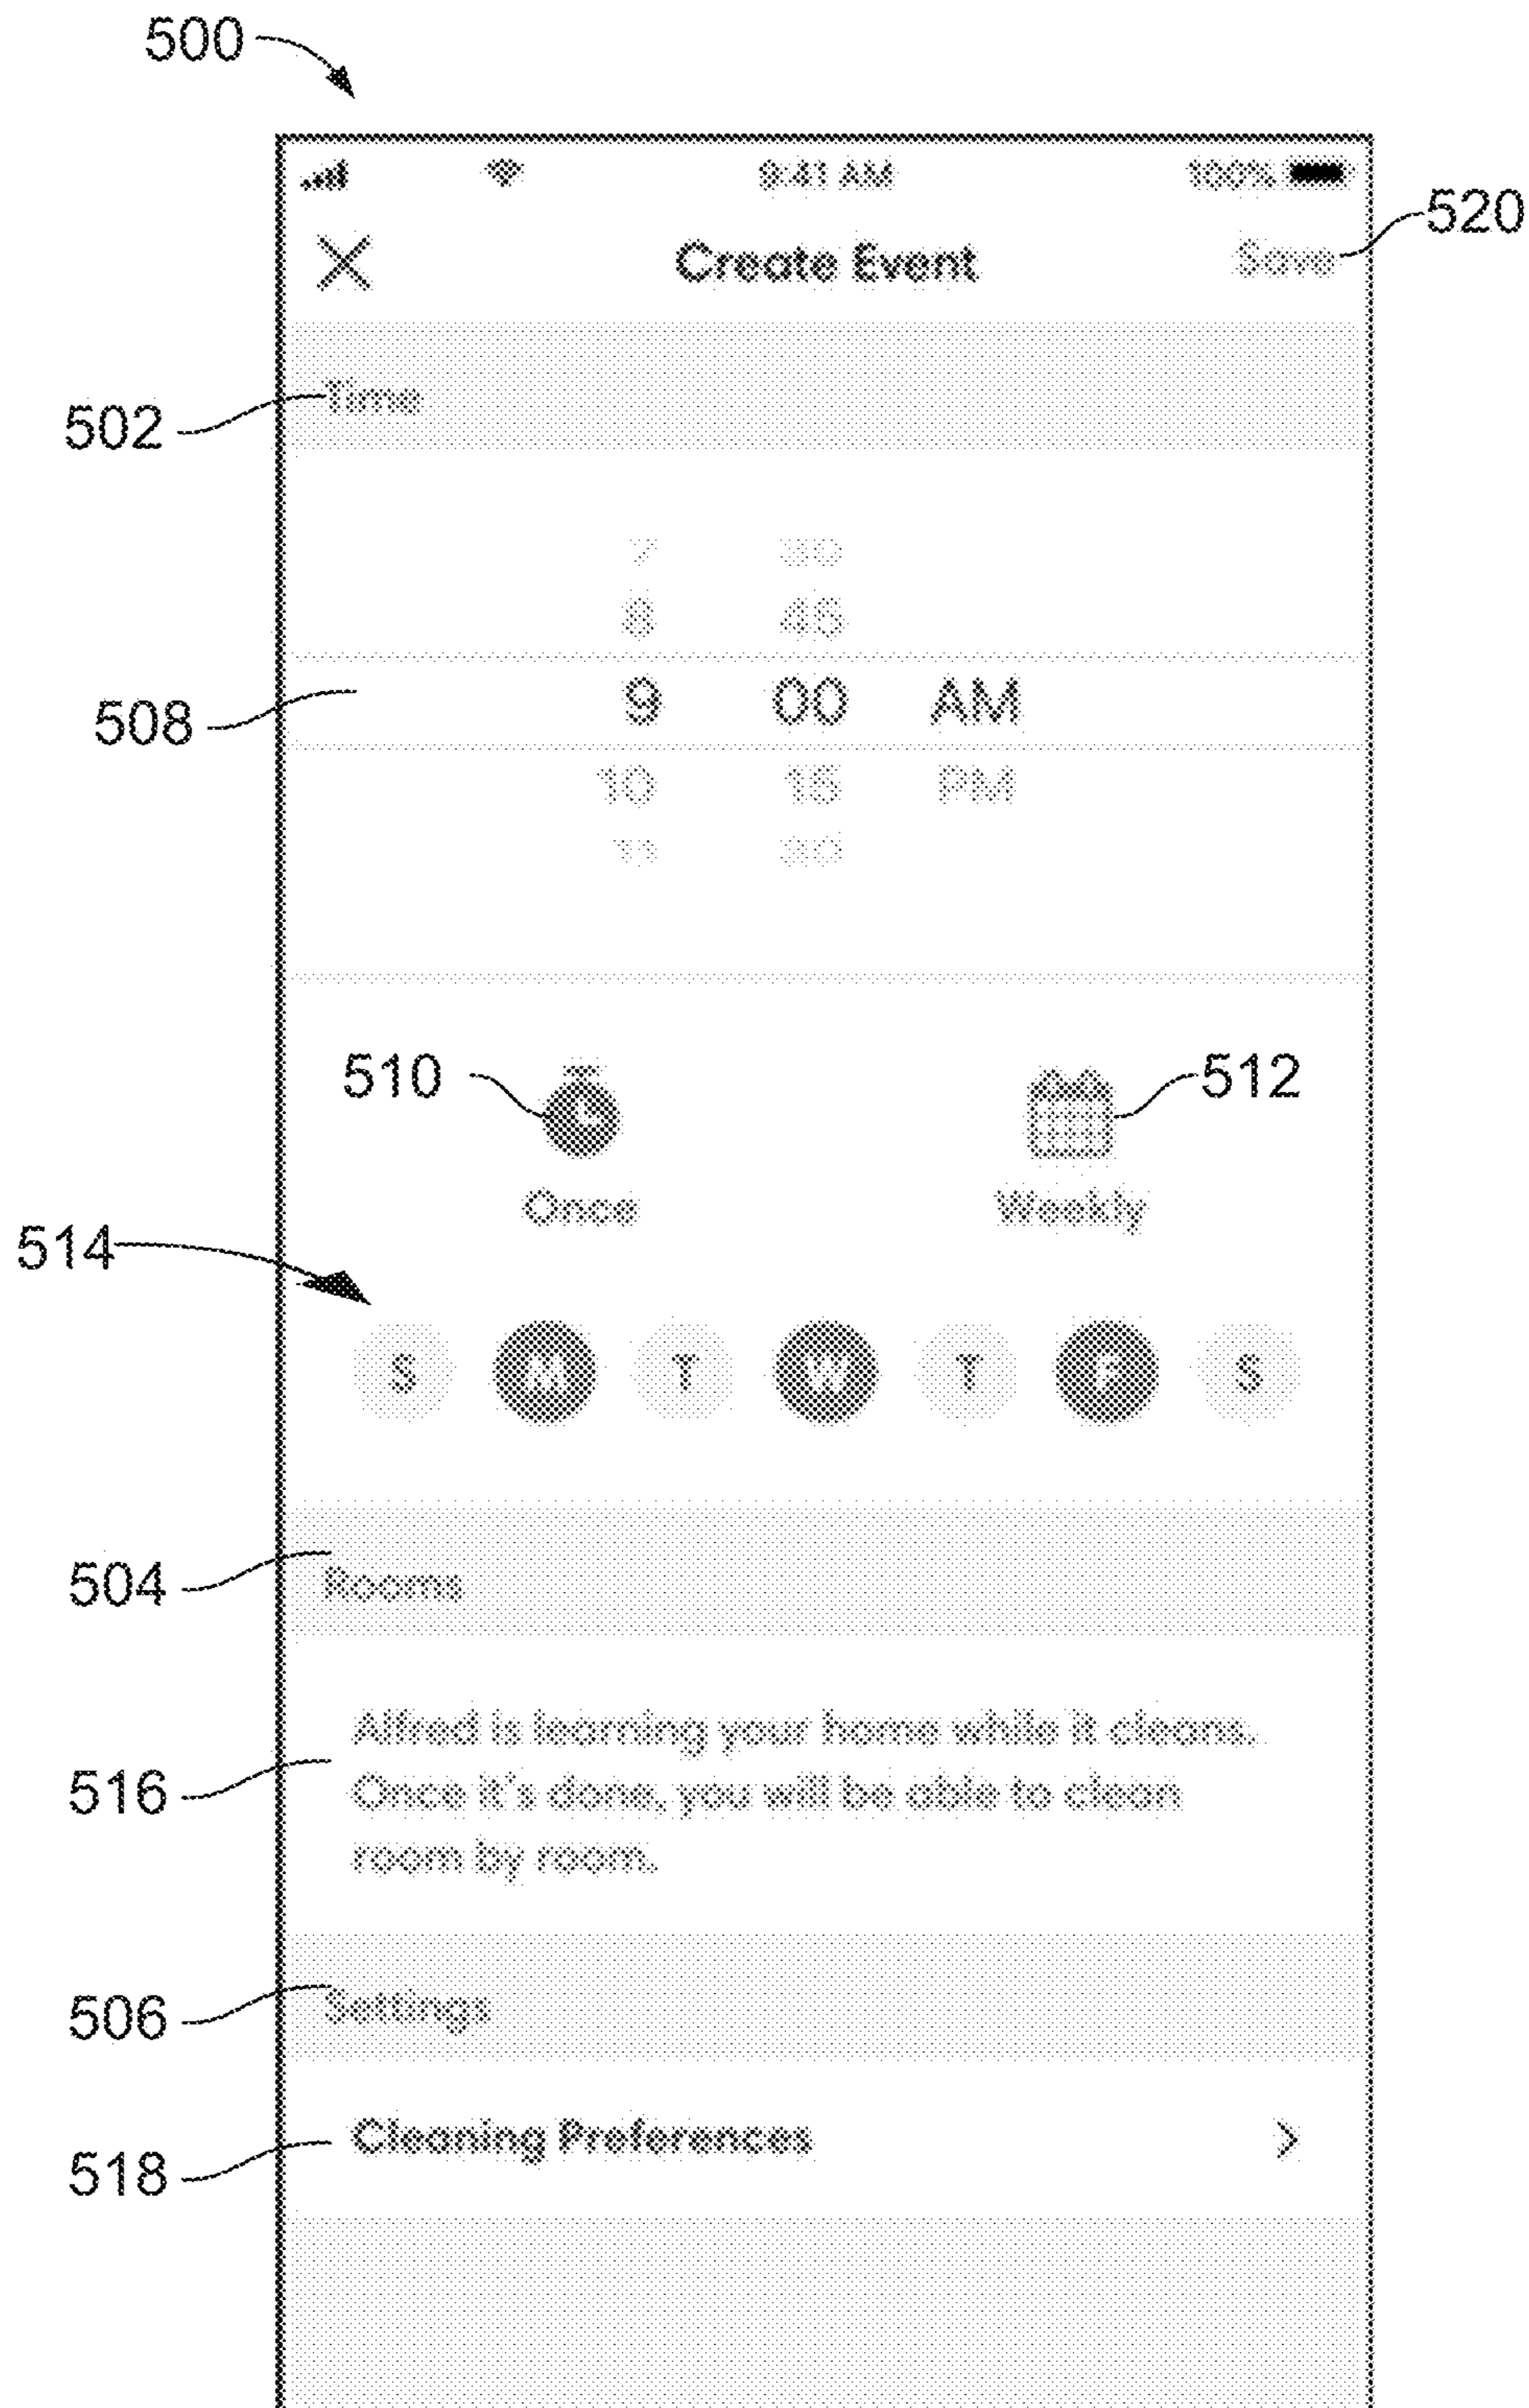 500
9:41 AM 100%
Create Event Save 520
502 Time
7 30
8 45
508 9 00 AM
10 15 PM
11 30
510 512
Once Weekly
514
S M T W T F S
504 Rooms
Alfred is learning your home while it cleans.
516 Once it's done, you will be able to clean
room by room.
506 Settings
518 Cleaning Preferences